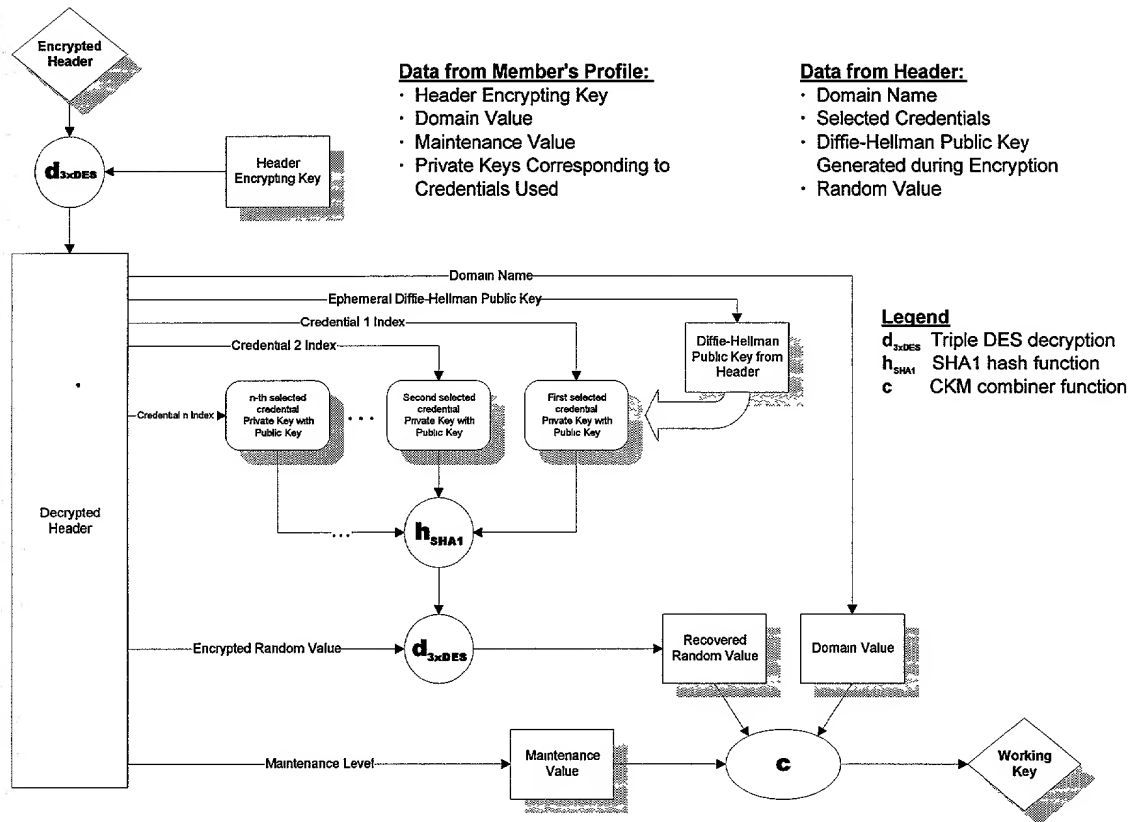 Encrypted
Header
Data from Member's Profile:
· Header Encrypting Key
· Domain Value
· Maintenance Value
· Private Keys Corresponding to
Credentials Used
Data from Header:
· Domain Name
· Selected Credentials
· Diffie-Hellman Public Key
Generated during Encryption
· Random Value
d3xDES
Header
Encrypting Key
Domain Name
Ephemeral Diffie-Hellman Public Key
Credential 1 Index
Credential 2 Index
Credential n Index
Diffie-Hellman
Public Key from
Header
Legend
d3xDES Triple DES decryption
hSHA1 SHA1 hash function
c CKM combiner function
n-th selected
credential
Private Key with
Public Key
...
Second selected
credential
Private Key with
Public Key
First selected
credential
Private Key with
Public Key
Decrypted
Header
...
hSHA1
Encrypted Random Value
d3xDES
Recovered
Random Value
Domain Value
Maintenance Level
Maintenance
Value
c
Working
Key